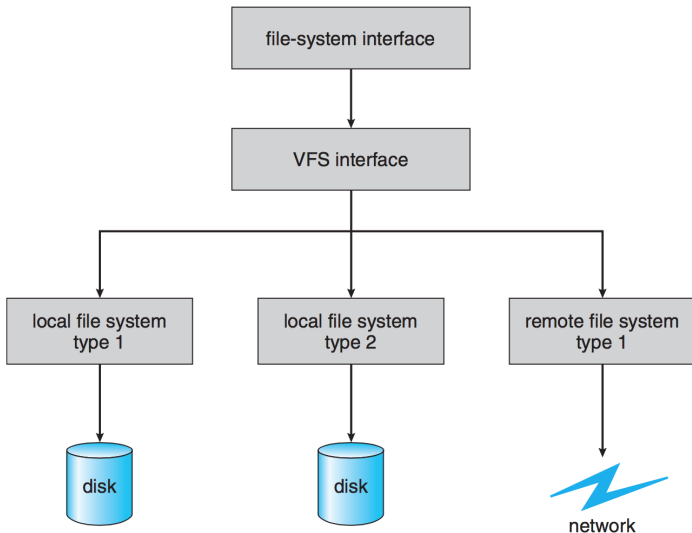 file-system interface
VFS interface
local file system
type 1
local file system
type 2
remote file system
type 1
disk
disk
network